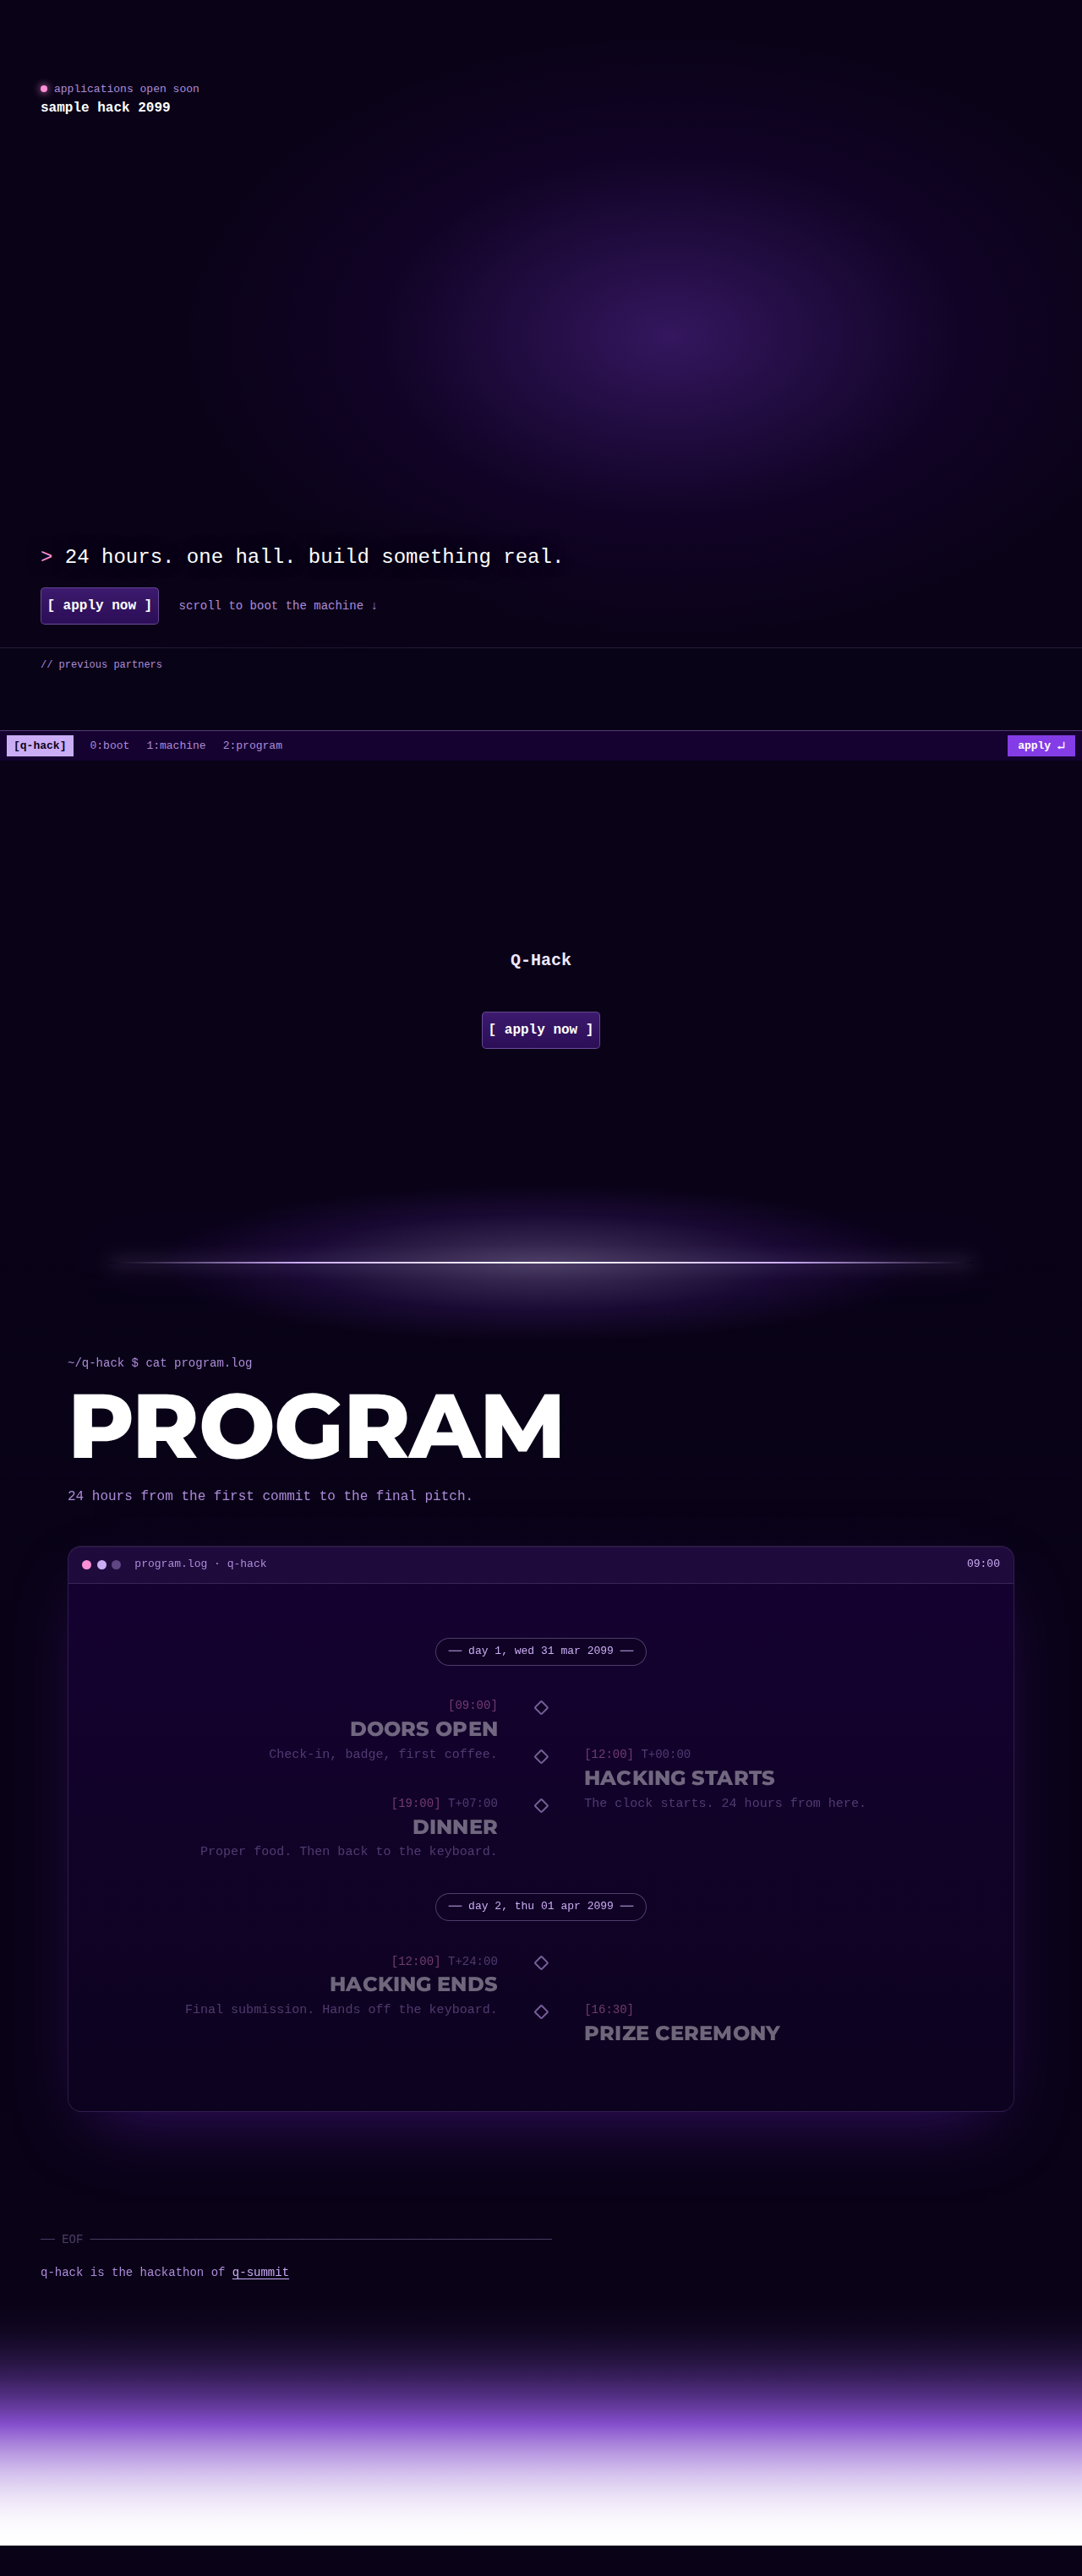 applications open soon
sample hack 2099
> 24 hours. one hall. build something real.
[ apply now ] scroll to boot the machine ↓
// previous partners
[q-hack] 0:boot 1:machine 2:program apply ↵
Q-Hack
[ apply now ]
~/q-hack $ cat program.log
PROGRAM
24 hours from the first commit to the final pitch.
program.log · q-hack 09:00
── day 1, wed 31 mar 2099 ──
[09:00]
DOORS OPEN
Check-in, badge, first coffee.
[12:00] T+00:00
HACKING STARTS
The clock starts. 24 hours from here.
[19:00] T+07:00
DINNER
Proper food. Then back to the keyboard.
── day 2, thu 01 apr 2099 ──
[12:00] T+24:00
HACKING ENDS
Final submission. Hands off the keyboard.
[16:30]
PRIZE CEREMONY
── EOF ──────────────────────────────
q-hack is the hackathon of q-summit